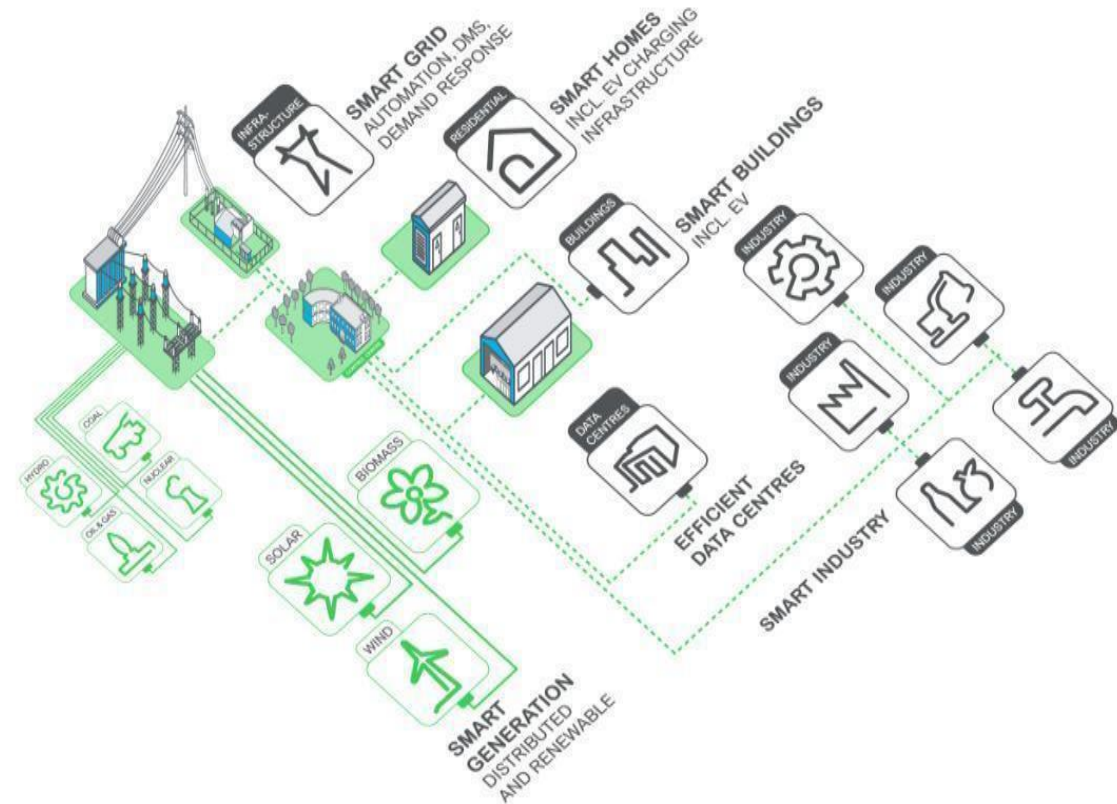 INFRA-
STRUCTURE
SMART GRID
AUTOMATION, DMS,
DEMAND RESPONSE
RESIDENTIAL
SMART HOMES
INCL. EV CHARGING
INFRASTRUCTURE
BUILDINGS
SMART BUILDINGS
INCL. EV
INDUSTRY
INDUSTRY
INDUSTRY
INDUSTRY
INDUSTRY
SMART INDUSTRY
DATA
CENTRES
EFFICIENT
DATA CENTRES
COAL
HYDRO
NUCLEAR
OIL & GAS
BIOMASS
SOLAR
WIND
SMART
GENERATION
DISTRIBUTED
AND RENEWABLE